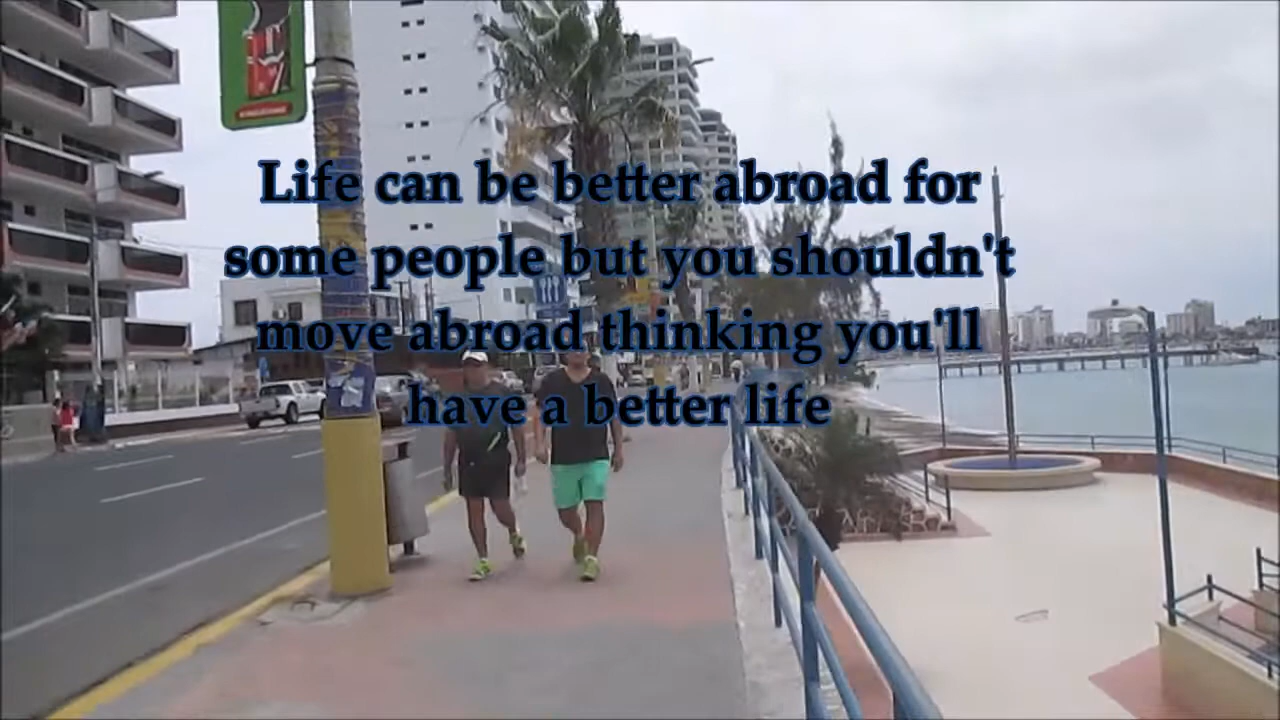 Life can be better abroad for
some people but you shouldn't
move abroad thinking you'll
have a better life